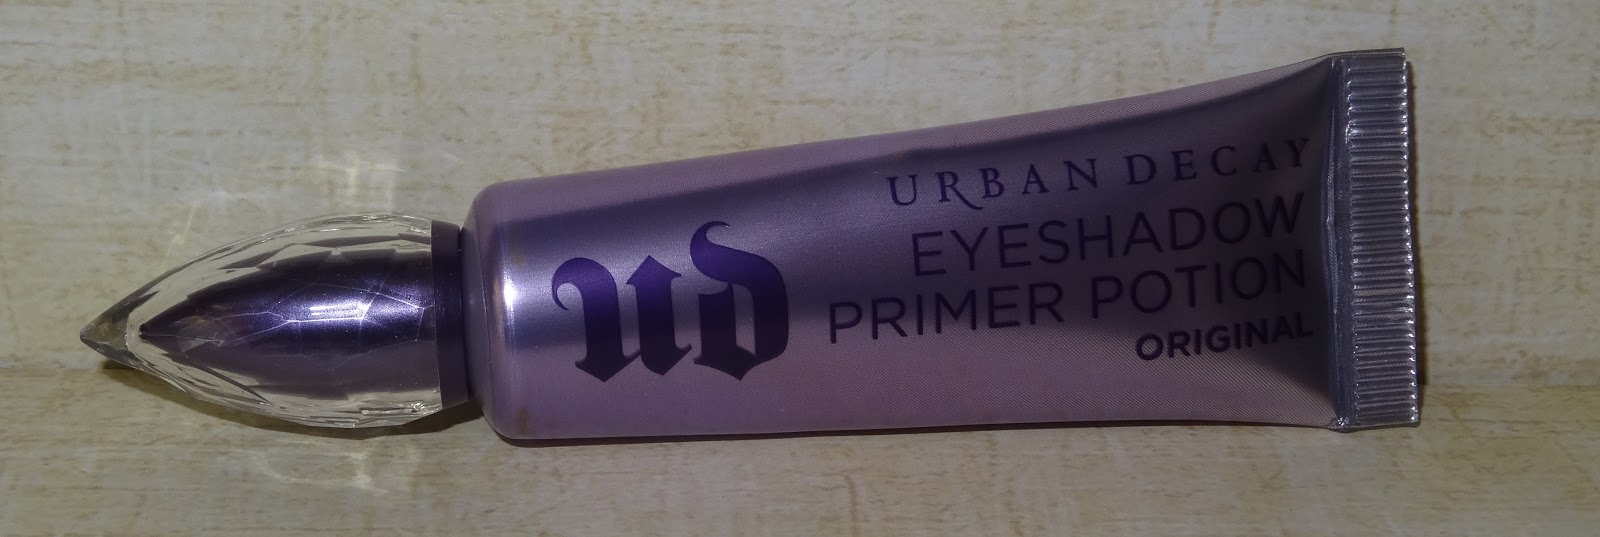 ud
URBAN DECAY
EYESHADOW
PRIMER POTION
ORIGINAL